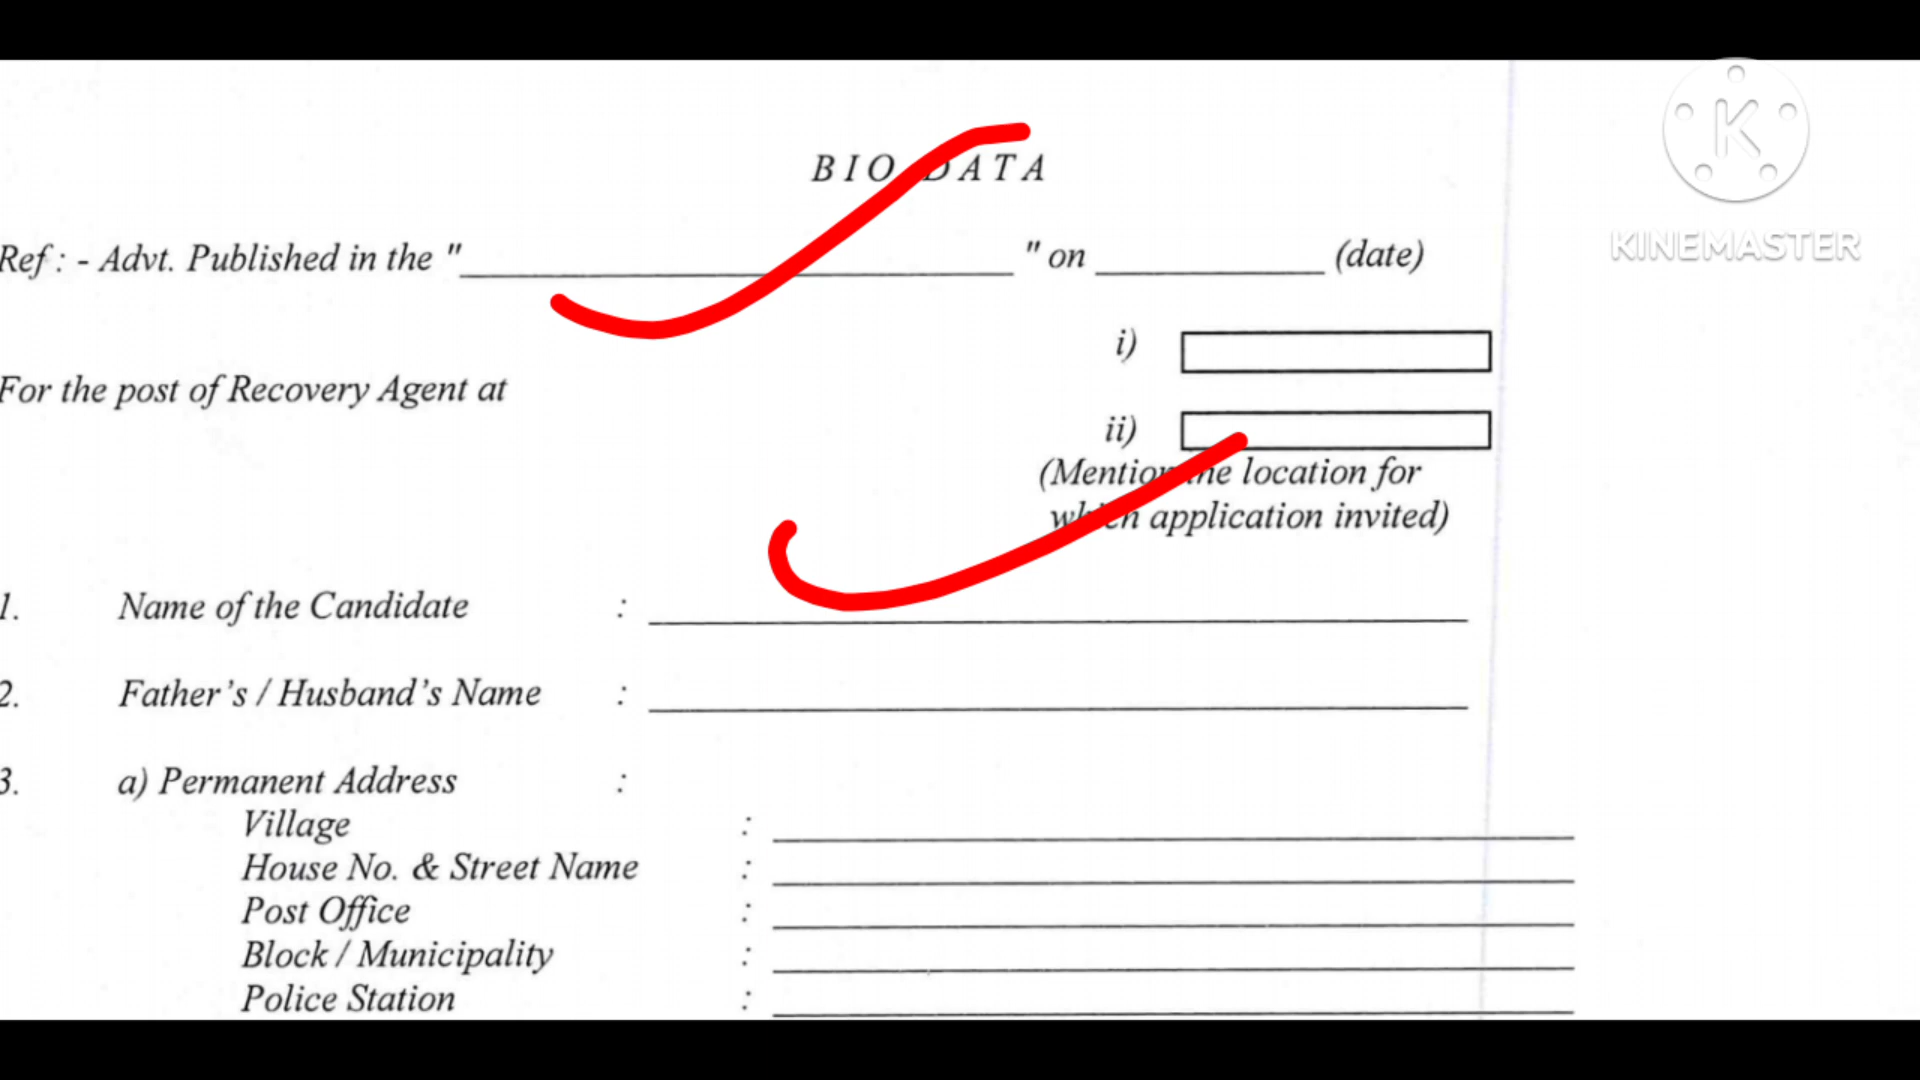 BIO DATA
Ref : - Advt. Published in the "____________________" on __________ (date)
i)
For the post of Recovery Agent at
ii)
(Mention the location for
which application invited)
1. Name of the Candidate :
2. Father's / Husband's Name :
3. a) Permanent Address :
Village :
House No. & Street Name :
Post Office :
Block / Municipality :
Police Station :
K
KINEMASTER